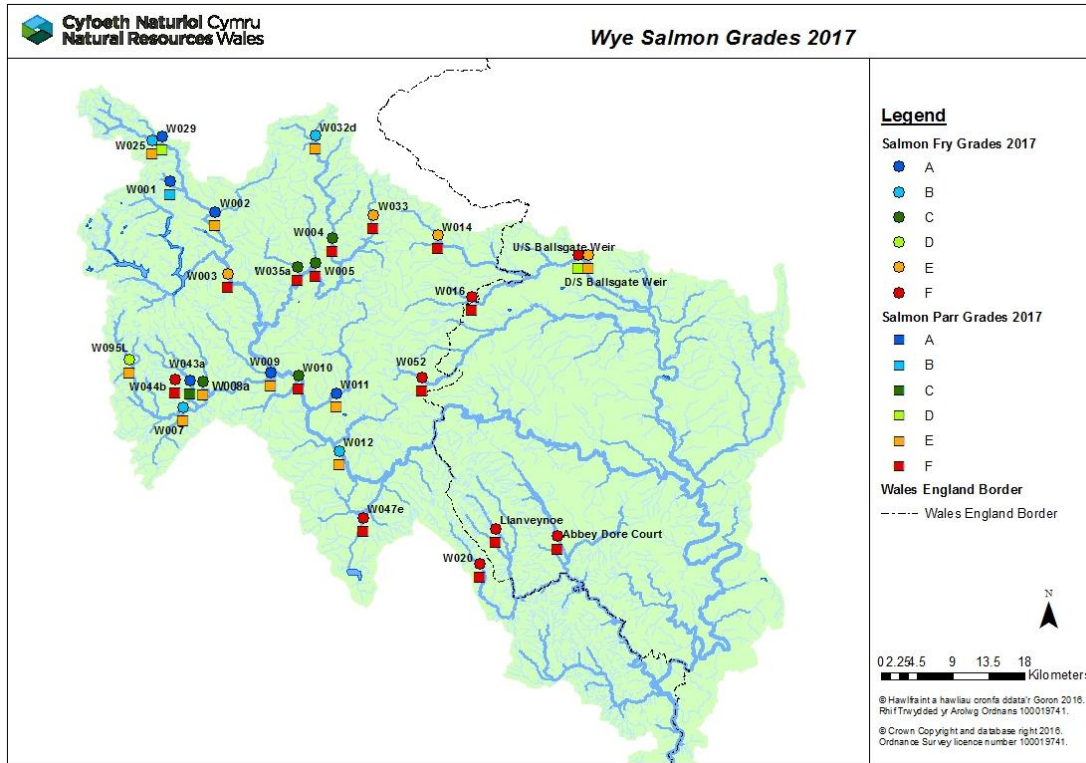 Cyfoeth Naturiol Cymru
Natural Resources Wales
Wye Salmon Grades 2017
W029
W025
W032d
W001
W002
W033
W004
W014
W035a
W005
W003
U/S Ballsgate Weir
D/S Ballsgate Weir
W016
W095L
W043a
W044b
W008a
W009
W010
W011
W052
W007
W012
W047e
Llanveynoe
Abbey Dore Court
W020
Legend
Salmon Fry Grades 2017
A
B
C
D
E
F
Salmon Parr Grades 2017
A
B
C
D
E
F
Wales England Border
Wales England Border
N
0 2.25 4.5 9 13.5 18
Kilometers
© Hawlfraint a hawliau cronfa ddata'r Goron 2016.
Rhif Trwydded yr Arolwg Ordnans 100019741.
© Crown Copyright and database right 2016.
Ordnance Survey licence number 100019741.